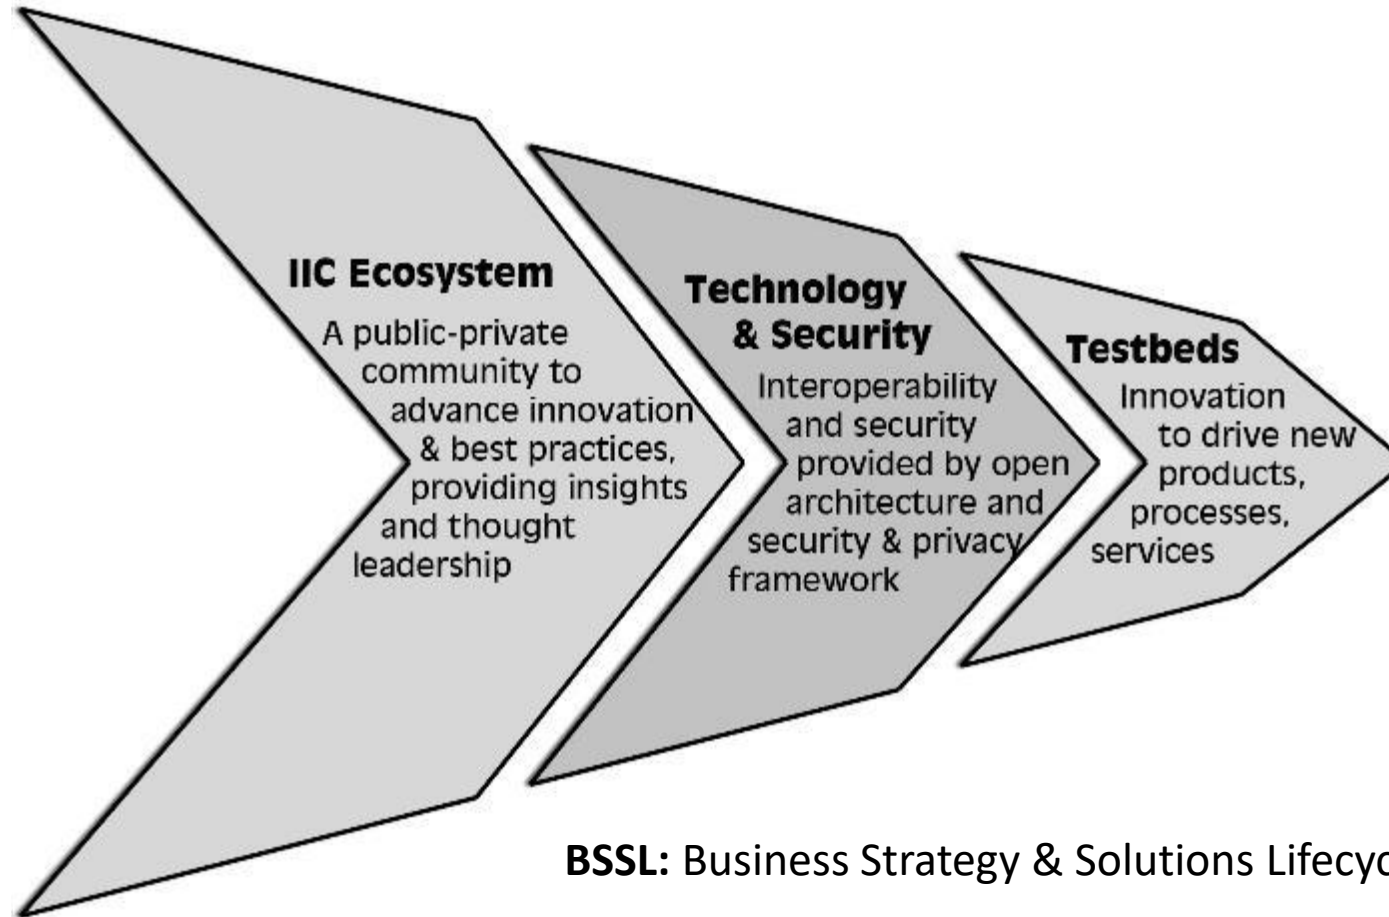 IIC Ecosystem
A public-private
community to
advance innovation
& best practices,
providing insights
and thought
leadership
Technology
& Security
Interoperability
and security
provided by open
architecture and
security & privacy
framework
Testbeds
Innovation
to drive new
products,
processes,
services
BSSL: Business Strategy & Solutions